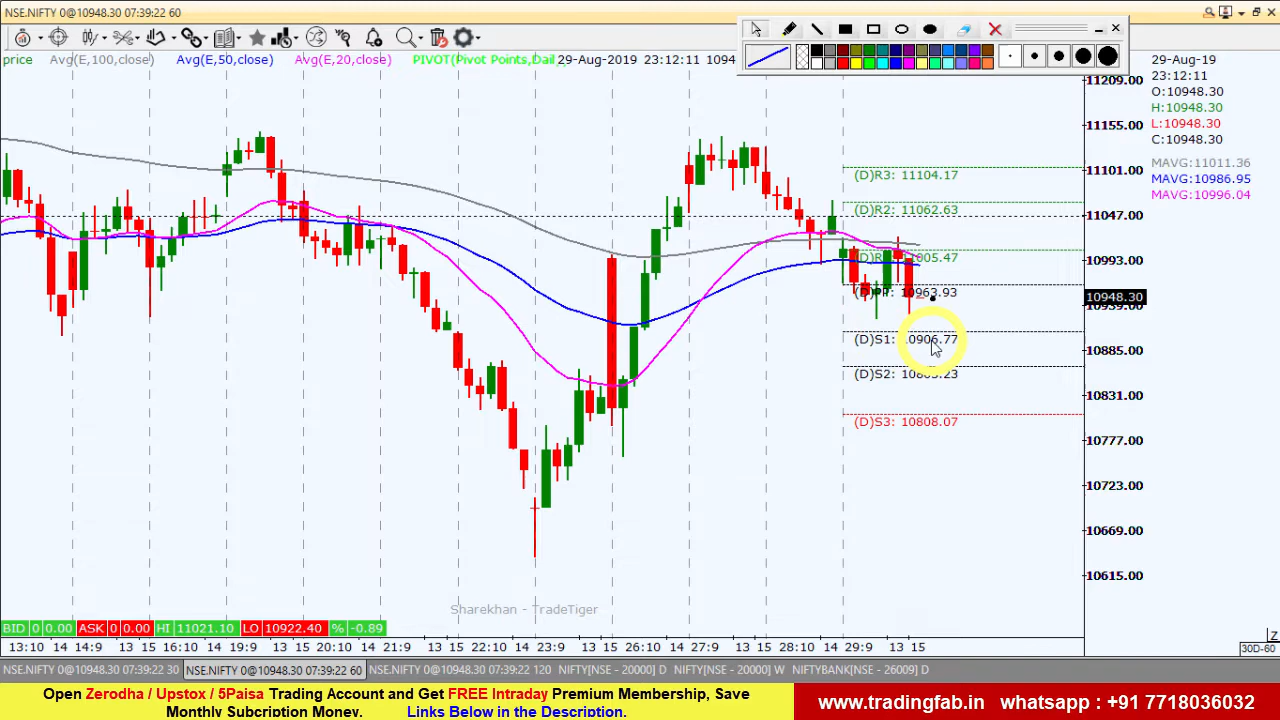 NSE.NIFTY 0@10948.30 07:39:22 60
price Avg(E,100,close) Avg(E,50,close) Avg(E,20,close) PIVOT(Pivot Points,Dail 29-Aug-2019 23:12:11 1094
29-Aug-19
23:12:11
O:10948.30
H:10948.30
L:10948.30
C:10948.30
MAVG:11011.36
MAVG:10986.95
MAVG:10996.04
11209.00
11155.00
11101.00
11047.00
10993.00
10948.30
10885.00
10831.00
10777.00
10723.00
10669.00
10615.00
(D)R3: 11104.17
(D)R2: 11062.63
(D)S3: 10808.07
Sharekhan - TradeTiger
BID 0 0.00 ASK 0 0.00 HI 11021.10 LO 10922.40 % -0.89
13:10 14 14:9 13 15 16:10 14 19:9 13 15 20:10 14 21:9 13 15 22:10 14 23:9 13 15 26:10 14 27:9 13 15 28:10 14 29:9 13 15
Z
30D-60
NSE.NIFTY 0@10948.30 07:39:22 30 NSE.NIFTY 0@10948.30 07:39:22 60 NSE.NIFTY 0@10948.30 07:39:22 120 NIFTY[NSE - 20000] D NIFTY[NSE - 20000] W NIFTYBANK[NSE - 26009] D
Open Zerodha / Upstox / 5Paisa Trading Account and Get FREE Intraday Premium Membership, Save
Monthly Subcription Money. Links Below in the Description.
www.tradingfab.in whatsapp : +91 7718036032